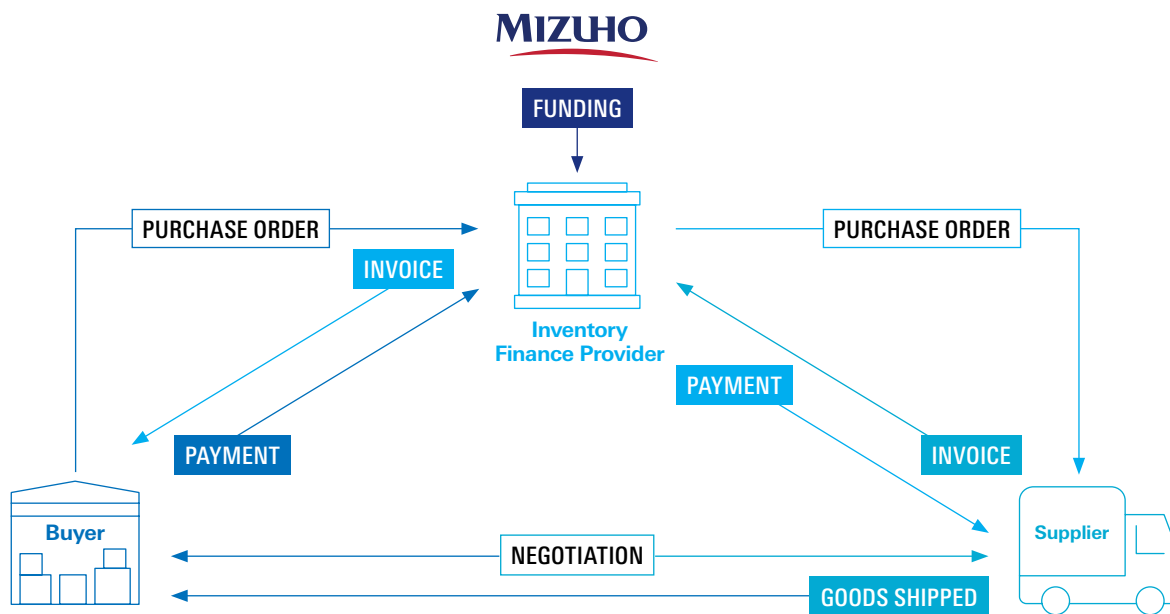 MIZUHO
FUNDING
PURCHASE ORDER
PURCHASE ORDER
INVOICE
Inventory
Finance Provider
PAYMENT
PAYMENT
INVOICE
Buyer
Supplier
NEGOTIATION
GOODS SHIPPED